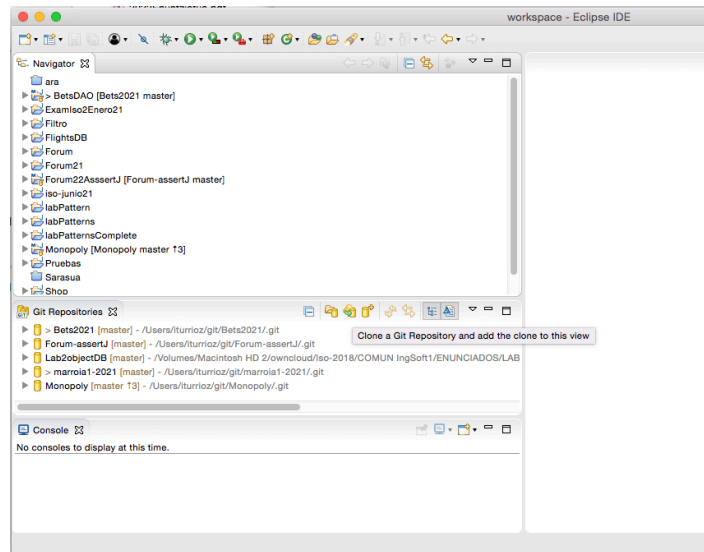 workspace - Eclipse IDE
Navigator
ara
> BetsDAO [Bets2021 master]
ExamIso2Enero21
Filtro
FlightsDB
Forum
Forum21
Forum22AsssertJ [Forum-assertJ master]
iso-junio21
labPattern
labPatterns
labPatternsComplete
Monopoly [Monopoly master ↑3]
Pruebas
Sarasua
Shop
Git Repositories
> Bets2021 [master] - /Users/iturrioz/git/Bets2021/.git
Clone a Git Repository and add the clone to this view
Forum-assertJ [master] - /Users/iturrioz/git/Forum-assertJ/.git
Lab2objectDB [master] - /Volumes/Macintosh HD 2/owncloud/Iso-2018/COMUN IngSoft1/ENUNCIADOS/LAB
> marroia1-2021 [master] - /Users/iturrioz/git/marroia1-2021/.git
Monopoly [master ↑3] - /Users/iturrioz/git/Monopoly/.git
Console
No consoles to display at this time.